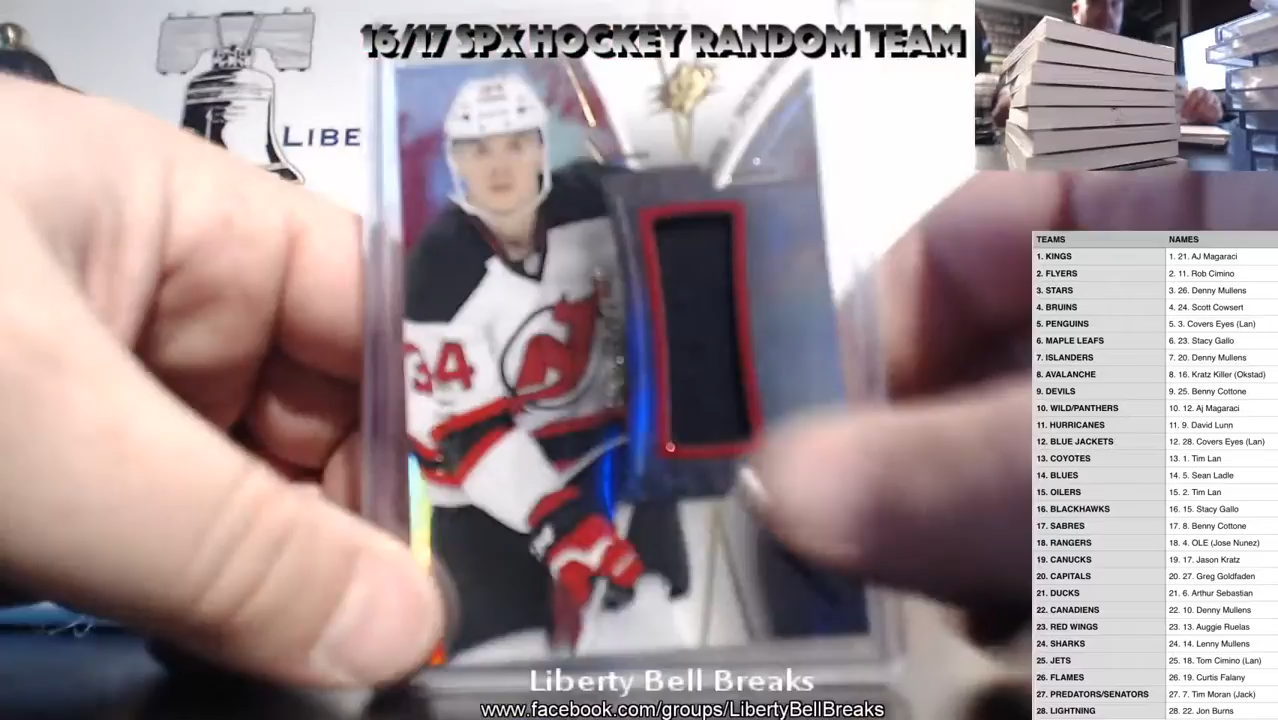 16/17 SPX HOCKEY RANDOM TEAM
LIBE
34
TEAMS NAMES
1. KINGS 1. 21. AJ Magaraci
2. FLYERS 2. 11. Rob Cimino
3. STARS 3. 26. Denny Mullens
4. BRUINS 4. 24. Scott Cowsert
5. PENGUINS 5. 3. Covers Eyes (Lan)
6. MAPLE LEAFS 6. 23. Stacy Gallo
7. ISLANDERS 7. 20. Denny Mullens
8. AVALANCHE 8. 16. Kratz Killer (Okstad)
9. DEVILS 9. 25. Benny Cottone
10. WILD/PANTHERS 10. 12. Aj Magaraci
11. HURRICANES 11. 9. David Lunn
12. BLUE JACKETS 12. 28. Covers Eyes (Lan)
13. COYOTES 13. 1. Tim Lan
14. BLUES 14. 5. Sean Ladle
15. OILERS 15. 2. Tim Lan
16. BLACKHAWKS 16. 15. Stacy Gallo
17. SABRES 17. 8. Benny Cottone
18. RANGERS 18. 4. OLE (Jose Nunez)
19. CANUCKS 19. 17. Jason Kratz
20. CAPITALS 20. 27. Greg Goldfaden
21. DUCKS 21. 6. Arthur Sebastian
22. CANADIENS 22. 10. Denny Mullens
23. RED WINGS 23. 13. Auggie Ruelas
24. SHARKS 24. 14. Lenny Mullens
25. JETS 25. 18. Tom Cimino (Lan)
26. FLAMES 26. 19. Curtis Falany
27. PREDATORS/SENATORS 27. 7. Tim Moran (Jack)
28. LIGHTNING 28. 22. Jon Burns
Liberty Bell Breaks
www.facebook.com/groups/LibertyBellBreaks